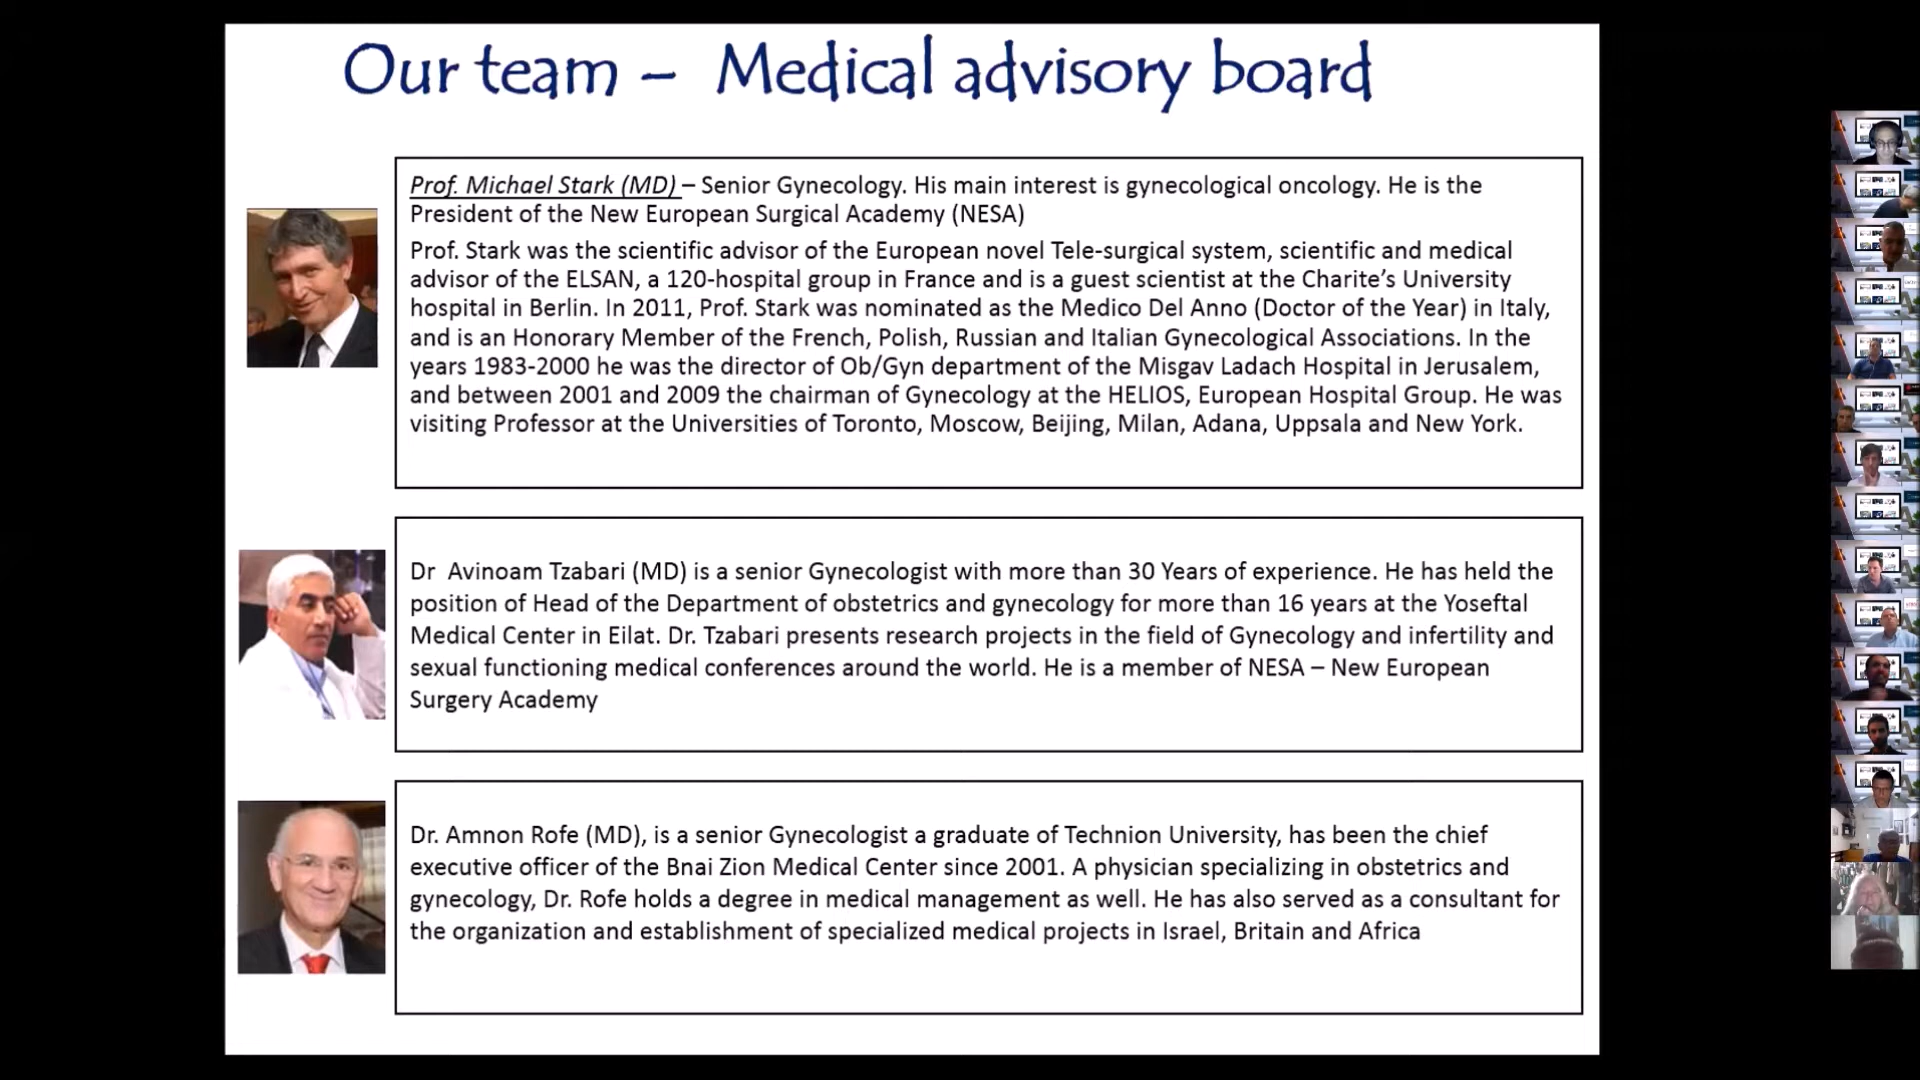 Our team – Medical advisory board
Prof. Michael Stark (MD) – Senior Gynecology. His main interest is gynecological oncology. He is the
President of the New European Surgical Academy (NESA)
Prof. Stark was the scientific advisor of the European novel Tele-surgical system, scientific and medical
advisor of the ELSAN, a 120-hospital group in France and is a guest scientist at the Charite’s University
hospital in Berlin. In 2011, Prof. Stark was nominated as the Medico Del Anno (Doctor of the Year) in Italy,
and is an Honorary Member of the French, Polish, Russian and Italian Gynecological Associations. In the
years 1983-2000 he was the director of Ob/Gyn department of the Misgav Ladach Hospital in Jerusalem,
and between 2001 and 2009 the chairman of Gynecology at the HELIOS, European Hospital Group. He was
visiting Professor at the Universities of Toronto, Moscow, Beijing, Milan, Adana, Uppsala and New York.
Dr Avinoam Tzabari (MD) is a senior Gynecologist with more than 30 Years of experience. He has held the
position of Head of the Department of obstetrics and gynecology for more than 16 years at the Yoseftal
Medical Center in Eilat. Dr. Tzabari presents research projects in the field of Gynecology and infertility and
sexual functioning medical conferences around the world. He is a member of NESA – New European
Surgery Academy
Dr. Amnon Rofe (MD), is a senior Gynecologist a graduate of Technion University, has been the chief
executive officer of the Bnai Zion Medical Center since 2001. A physician specializing in obstetrics and
gynecology, Dr. Rofe holds a degree in medical management as well. He has also served as a consultant for
the organization and establishment of specialized medical projects in Israel, Britain and Africa